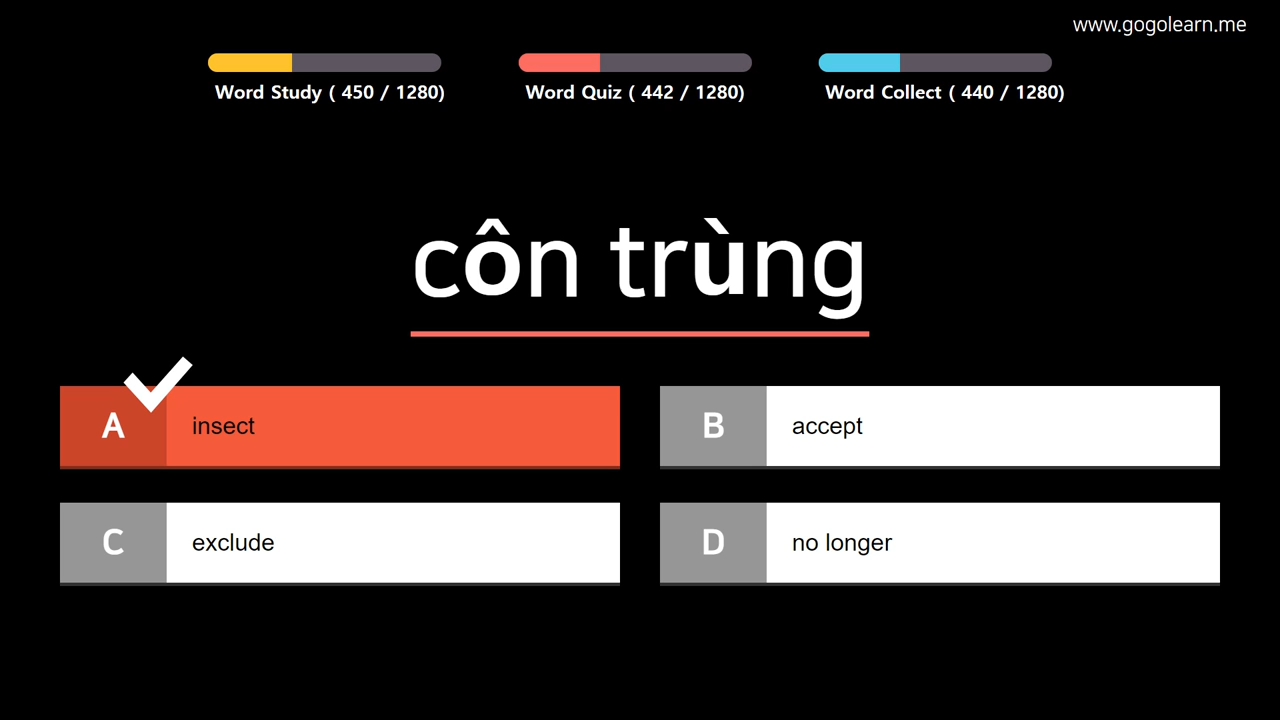 www.gogolearn.me
Word Study ( 450 / 1280)
Word Quiz ( 442 / 1280)
Word Collect ( 440 / 1280)
côn trùng
A insect
B accept
C exclude
D no longer